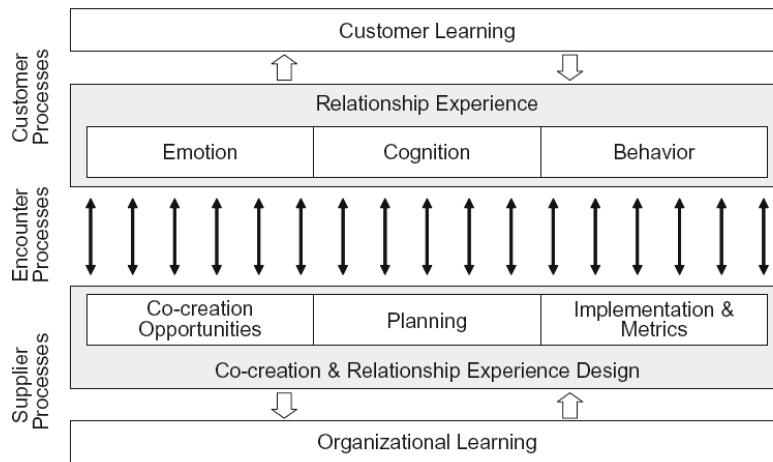 Customer Learning
Customer
Processes
Relationship Experience
Emotion
Cognition
Behavior
Encounter
Processes
Co-creation
Opportunities
Planning
Implementation &
Metrics
Co-creation & Relationship Experience Design
Supplier
Processes
Organizational Learning